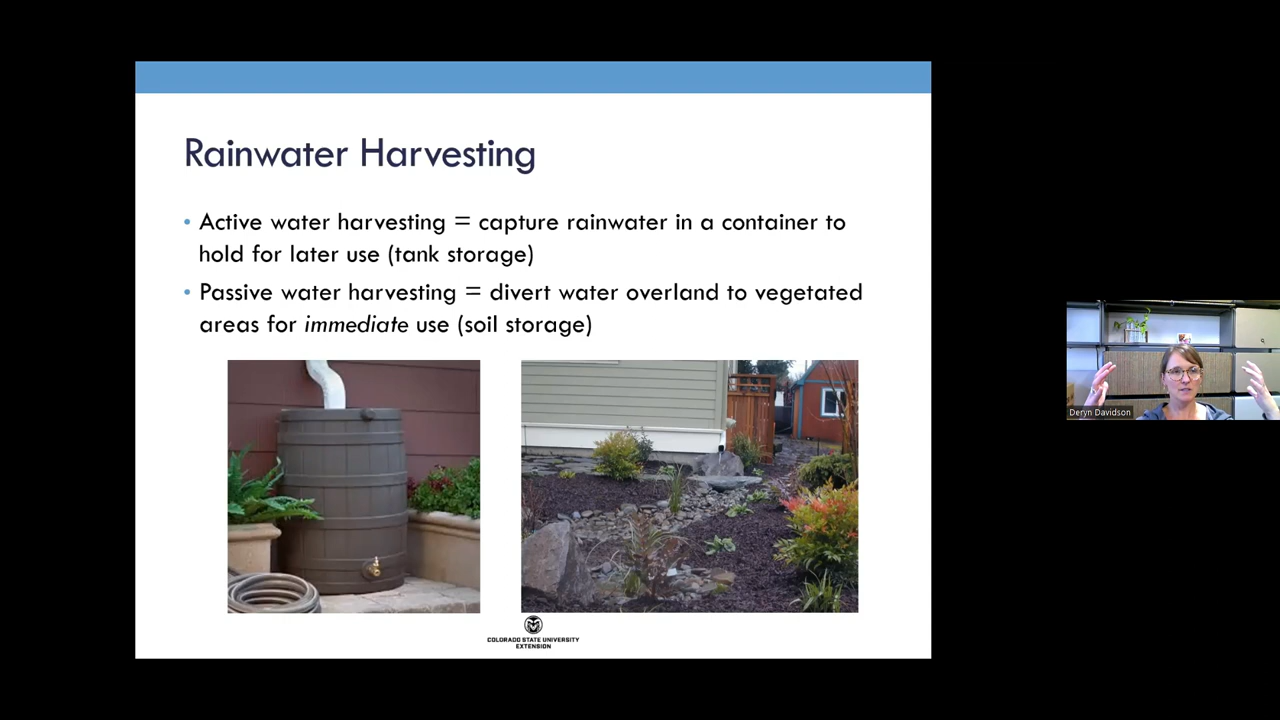 Rainwater Harvesting
• Active water harvesting = capture rainwater in a container to
hold for later use (tank storage)
• Passive water harvesting = divert water overland to vegetated
areas for immediate use (soil storage)
Deryn Davidson
COLORADO STATE UNIVERSITY
EXTENSION